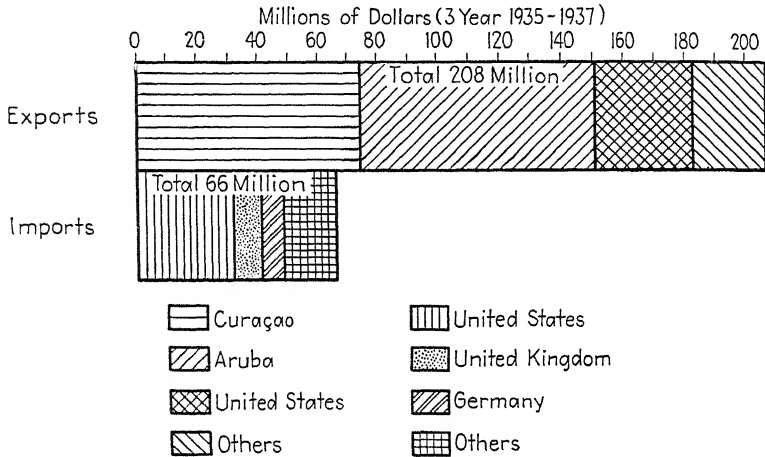 Millions of Dollars (3 Year 1935-1937)
0 20 40 60 80 100 120 140 160 180 200
Total 208 Million
Exports
Total 66 Million
Imports
Curaçao
United States
Aruba
United Kingdom
United States
Germany
Others
Others